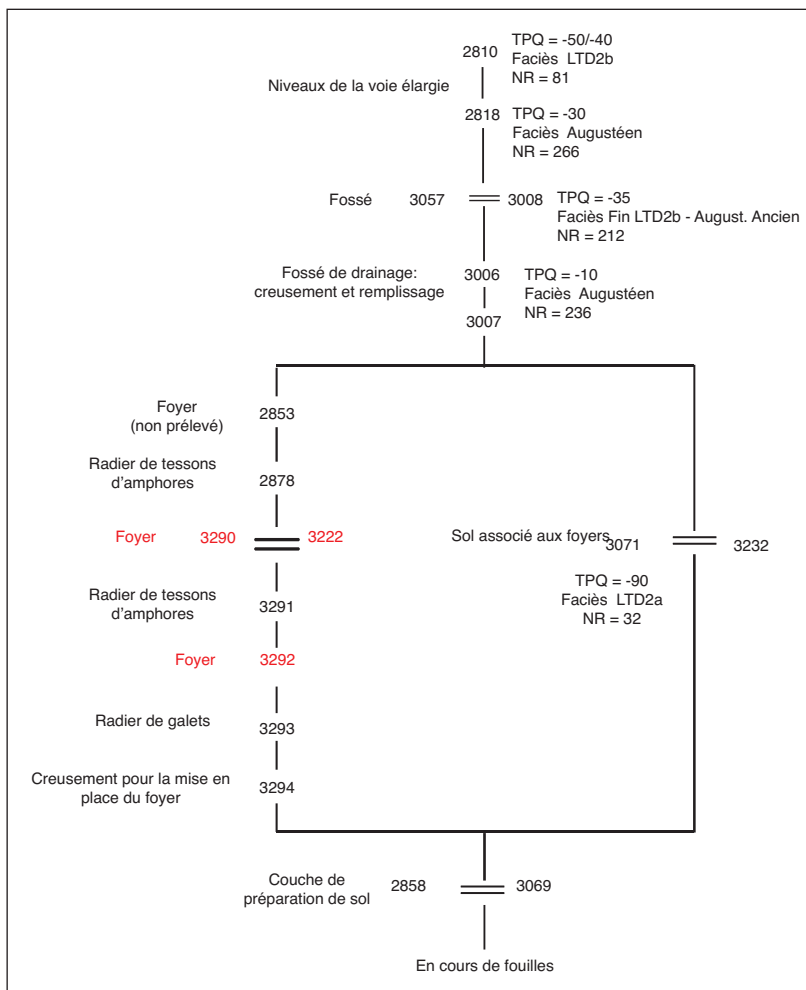 2810
TPQ = -50/-40
Faciès LTD2b
NR = 81
Niveaux de la voie élargie
2818
TPQ = -30
Faciès Augustéen
NR = 266
Fossé
3057
3008
TPQ = -35
Faciès Fin LTD2b - August. Ancien
NR = 212
Fossé de drainage:
creusement et remplissage
3006
TPQ = -10
Faciès Augustéen
NR = 236
3007
Foyer
(non prélevé)
2853
Radier de tessons
d'amphores
2878
Foyer
3290
3222
Sol associé aux foyers
3071
3232
TPQ = -90
Faciès LTD2a
NR = 32
Radier de tessons
d'amphores
3291
Foyer
3292
Radier de galets
3293
Creusement pour la mise en
place du foyer
3294
Couche de
préparation de sol
2858
3069
En cours de fouilles